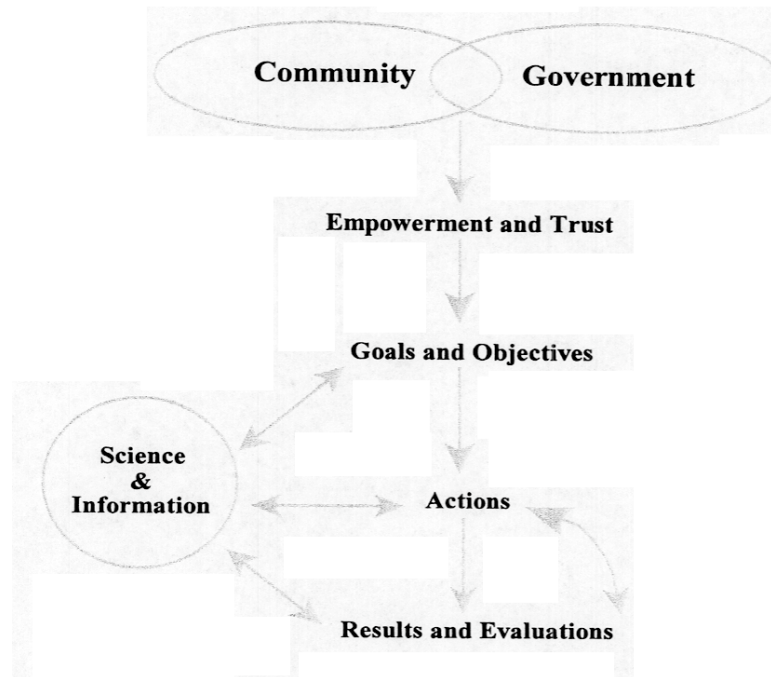 Community
Government
Empowerment and Trust
Goals and Objectives
Science
&
Information
Actions
Results and Evaluations